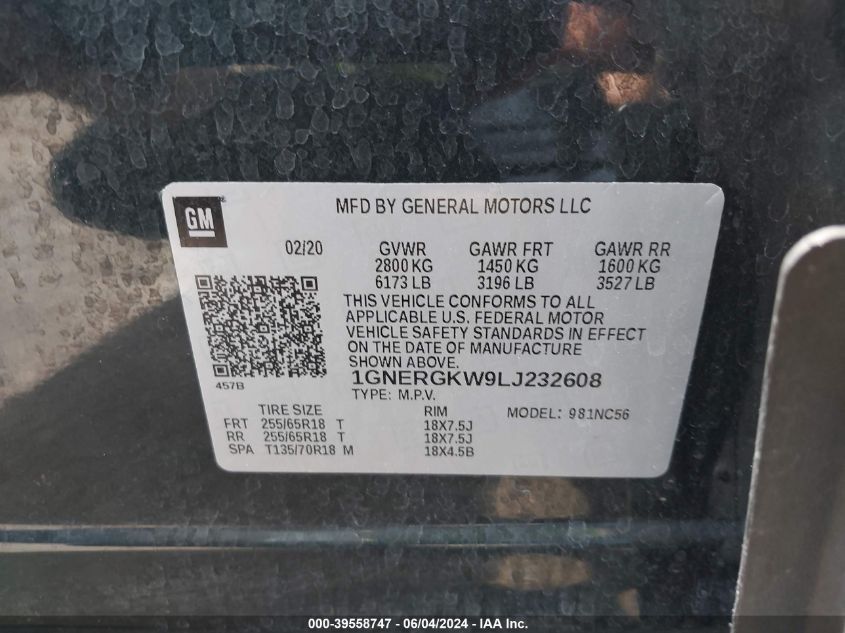 GM
MFD BY GENERAL MOTORS LLC
02/20 GVWR GAWR FRT GAWR RR
2800 KG 1450 KG 1600 KG
6173 LB 3196 LB 3527 LB
THIS VEHICLE CONFORMS TO ALL
APPLICABLE U.S. FEDERAL MOTOR
VEHICLE SAFETY STANDARDS IN EFFECT
ON THE DATE OF MANUFACTURE
SHOWN ABOVE.
457B
1GNERGKW9LJ232608
TYPE: M.P.V.
TIRE SIZE RIM MODEL: 981NC56
FRT 255/65R18 T 18X7.5J
RR 255/65R18 T 18X7.5J
SPA T135/70R18 M 18X4.5B
000-39558747 - 06/04/2024 - IAA Inc.